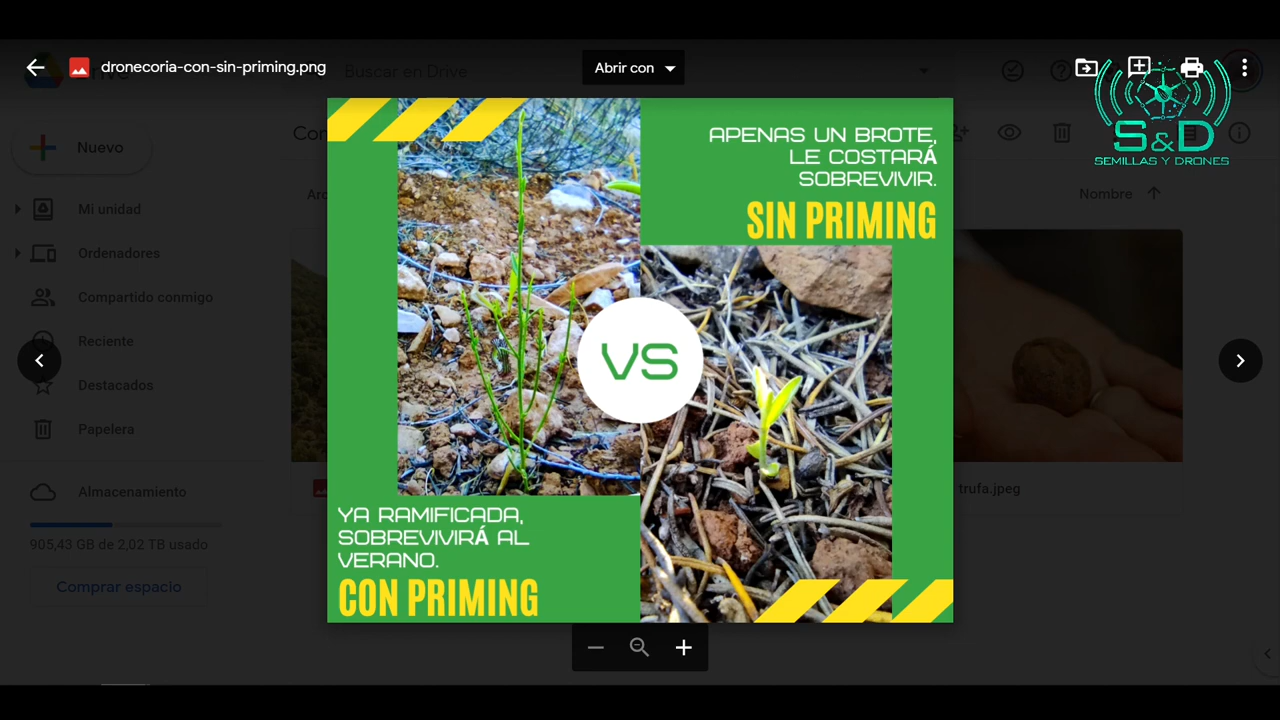 dronecoria-con-sin-priming.png
Buscar en Drive
Abrir con
S&D
SEMILLAS Y DRONES
Nuevo
Mi unidad
Ordenadores
Compartido conmigo
Reciente
Destacados
Papelera
Almacenamiento
905,43 GB de 2,02 TB usado
Comprar espacio
Nombre
APENAS UN BROTE,
LE COSTARÁ
SOBREVIVIR.
SIN PRIMING
VS
YA RAMIFICADA,
SOBREVIVIRÁ AL
VERANO.
CON PRIMING
trufa.jpeg